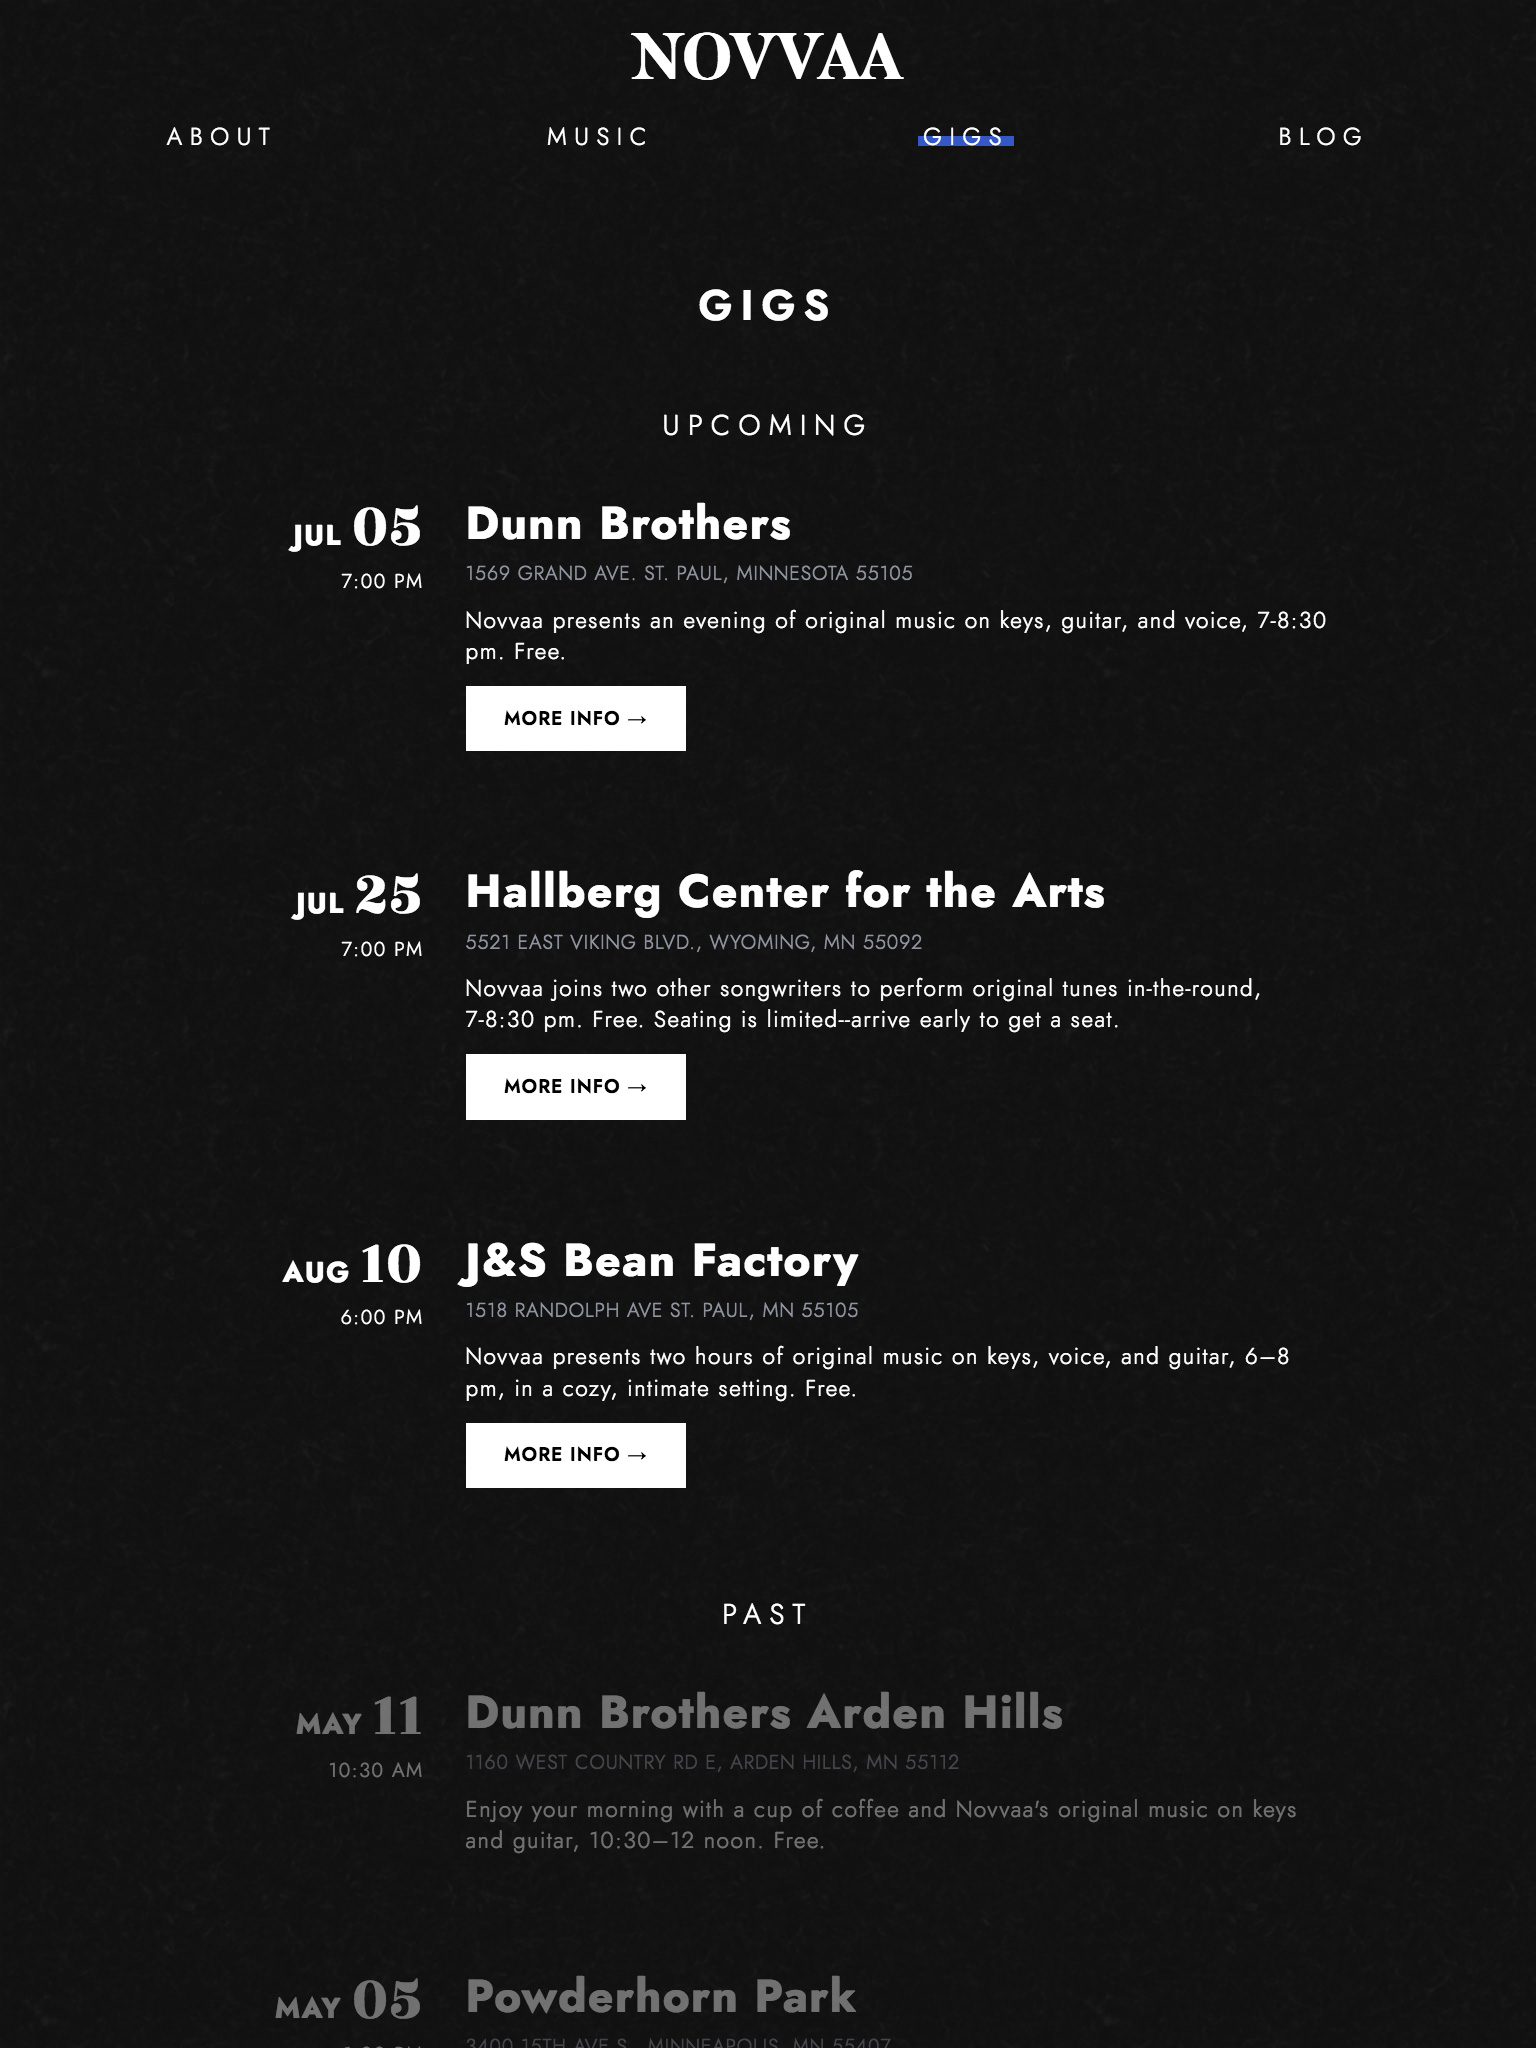 NOVVAA
ABOUT MUSIC GIGS BLOG
GIGS
UPCOMING
JUL 05
7:00 PM
Dunn Brothers
1569 GRAND AVE. ST. PAUL, MINNESOTA 55105
Novvaa presents an evening of original music on keys, guitar, and voice, 7-8:30
pm. Free.
MORE INFO →
JUL 25
7:00 PM
Hallberg Center for the Arts
5521 EAST VIKING BLVD., WYOMING, MN 55092
Novvaa joins two other songwriters to perform original tunes in-the-round,
7-8:30 pm. Free. Seating is limited--arrive early to get a seat.
MORE INFO →
AUG 10
6:00 PM
J&S Bean Factory
1518 RANDOLPH AVE ST. PAUL, MN 55105
Novvaa presents two hours of original music on keys, voice, and guitar, 6–8
pm, in a cozy, intimate setting. Free.
MORE INFO →
PAST
MAY 11
10:30 AM
Dunn Brothers Arden Hills
1160 WEST COUNTRY RD E, ARDEN HILLS, MN 55112
Enjoy your morning with a cup of coffee and Novvaa's original music on keys
and guitar, 10:30–12 noon. Free.
MAY 05
Powderhorn Park
3400 15TH AVE S., MINNEAPOLIS, MN 55407